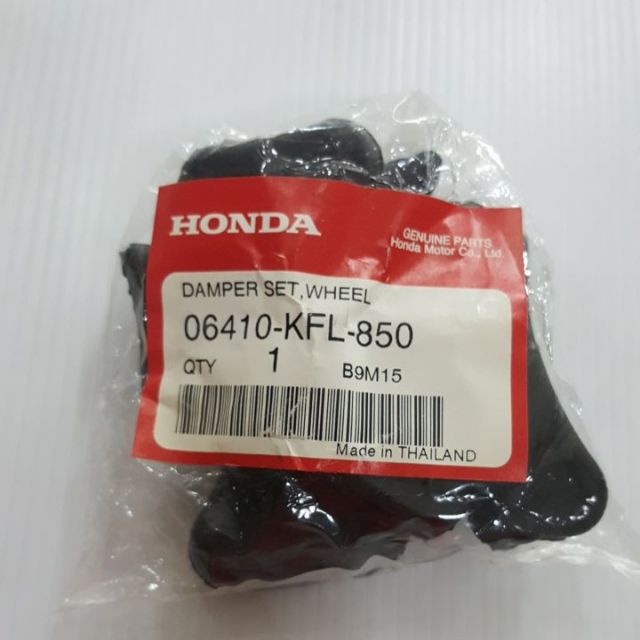 HONDA
GENUINE PARTS
Honda Motor Co., Ltd.
DAMPER SET,WHEEL
06410-KFL-850
QTY 1 B9M15
Made in THAILAND